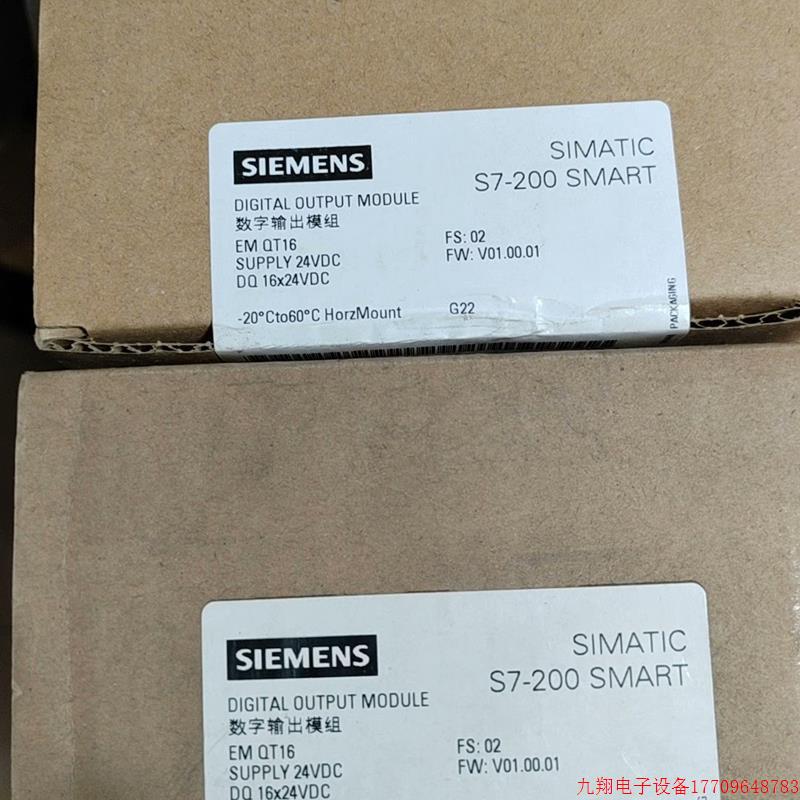 SIEMENS
SIMATIC
S7-200 SMART
DIGITAL OUTPUT MODULE
数字输出模组
EM QT16
FS: 02
SUPPLY 24VDC
FW: V01.00.01
DQ 16x24VDC
-20°Cto60°C HorzMount
G22
PACKAGING
SIEMENS
SIMATIC
S7-200 SMART
DIGITAL OUTPUT MODULE
数字输出模组
EM QT16
FS: 02
SUPPLY 24VDC
FW: V01.00.01
DQ 16x24VDC
九翔电子设备17709648783